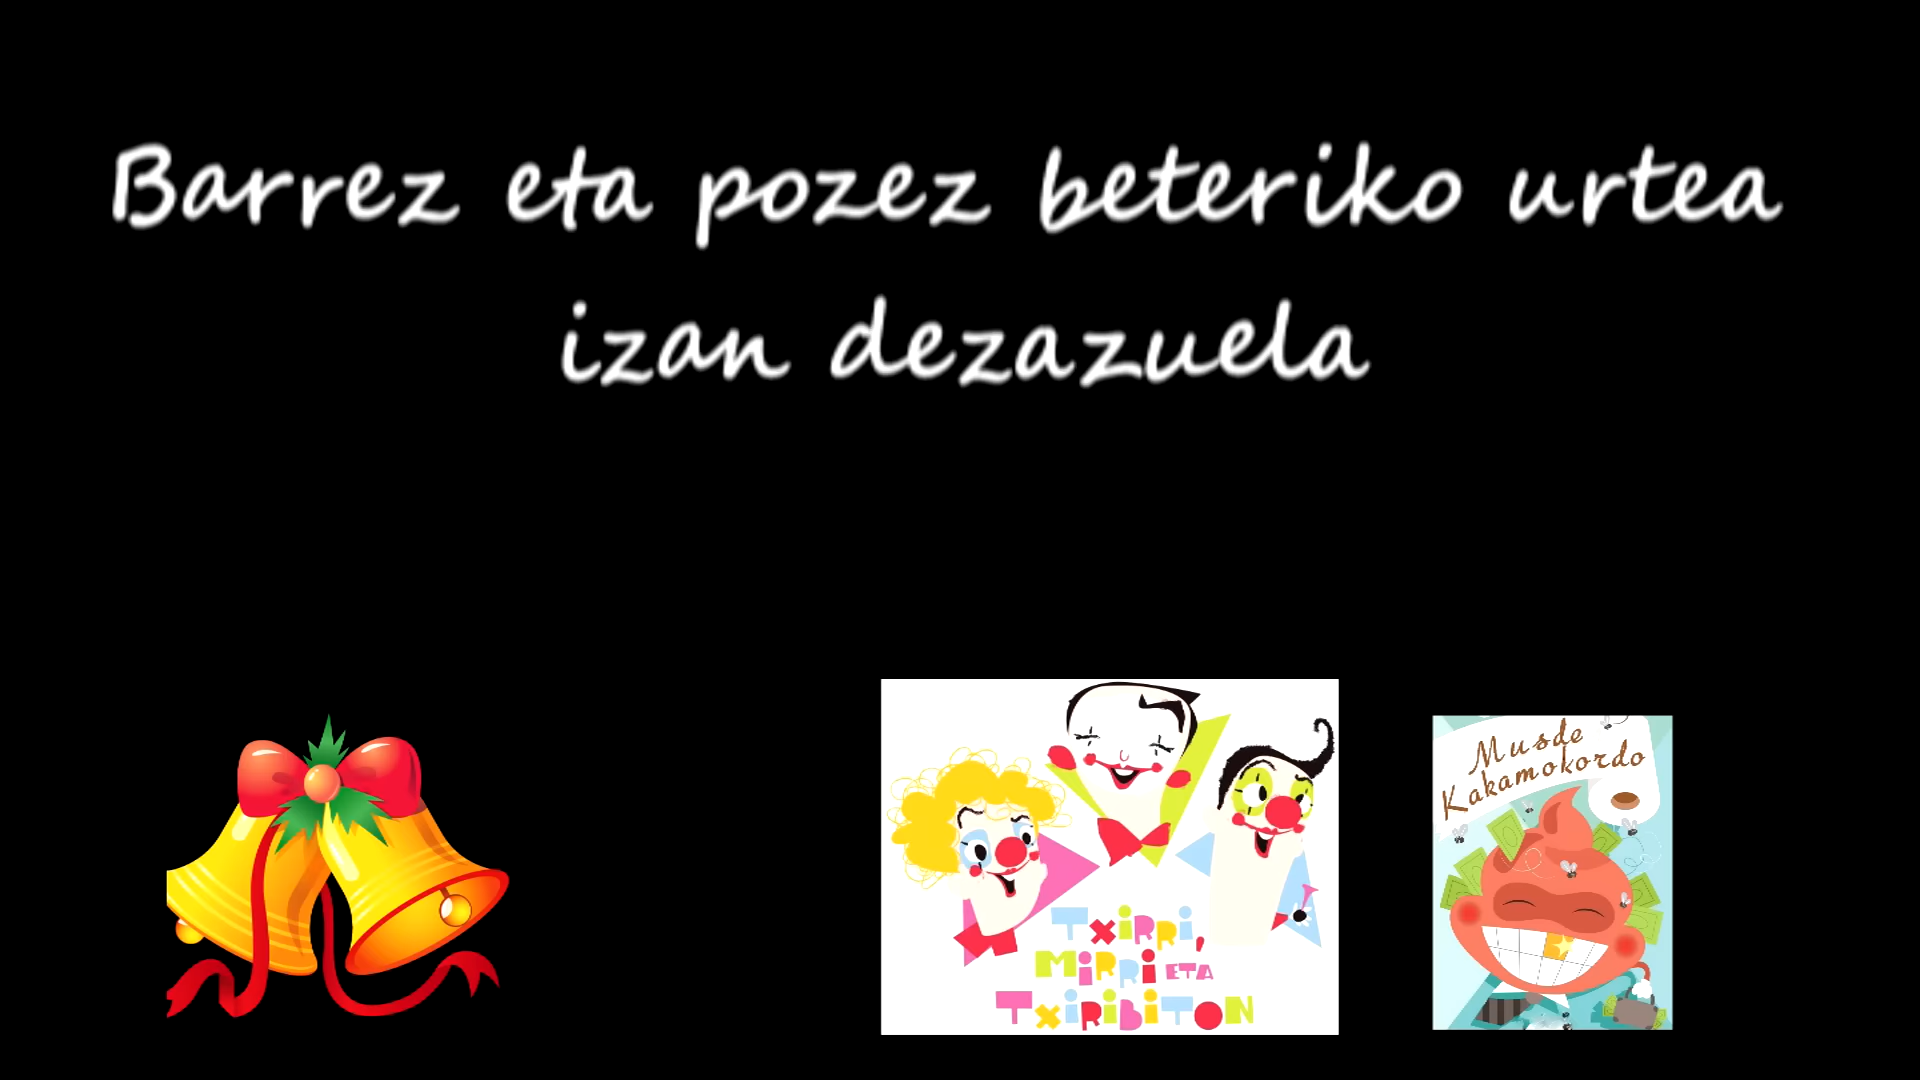 Barrez eta pozez beteriko urtea
izan dezazuela
Txirri,
Mirri eta
Txiribiton
Musde
Kakamokordo